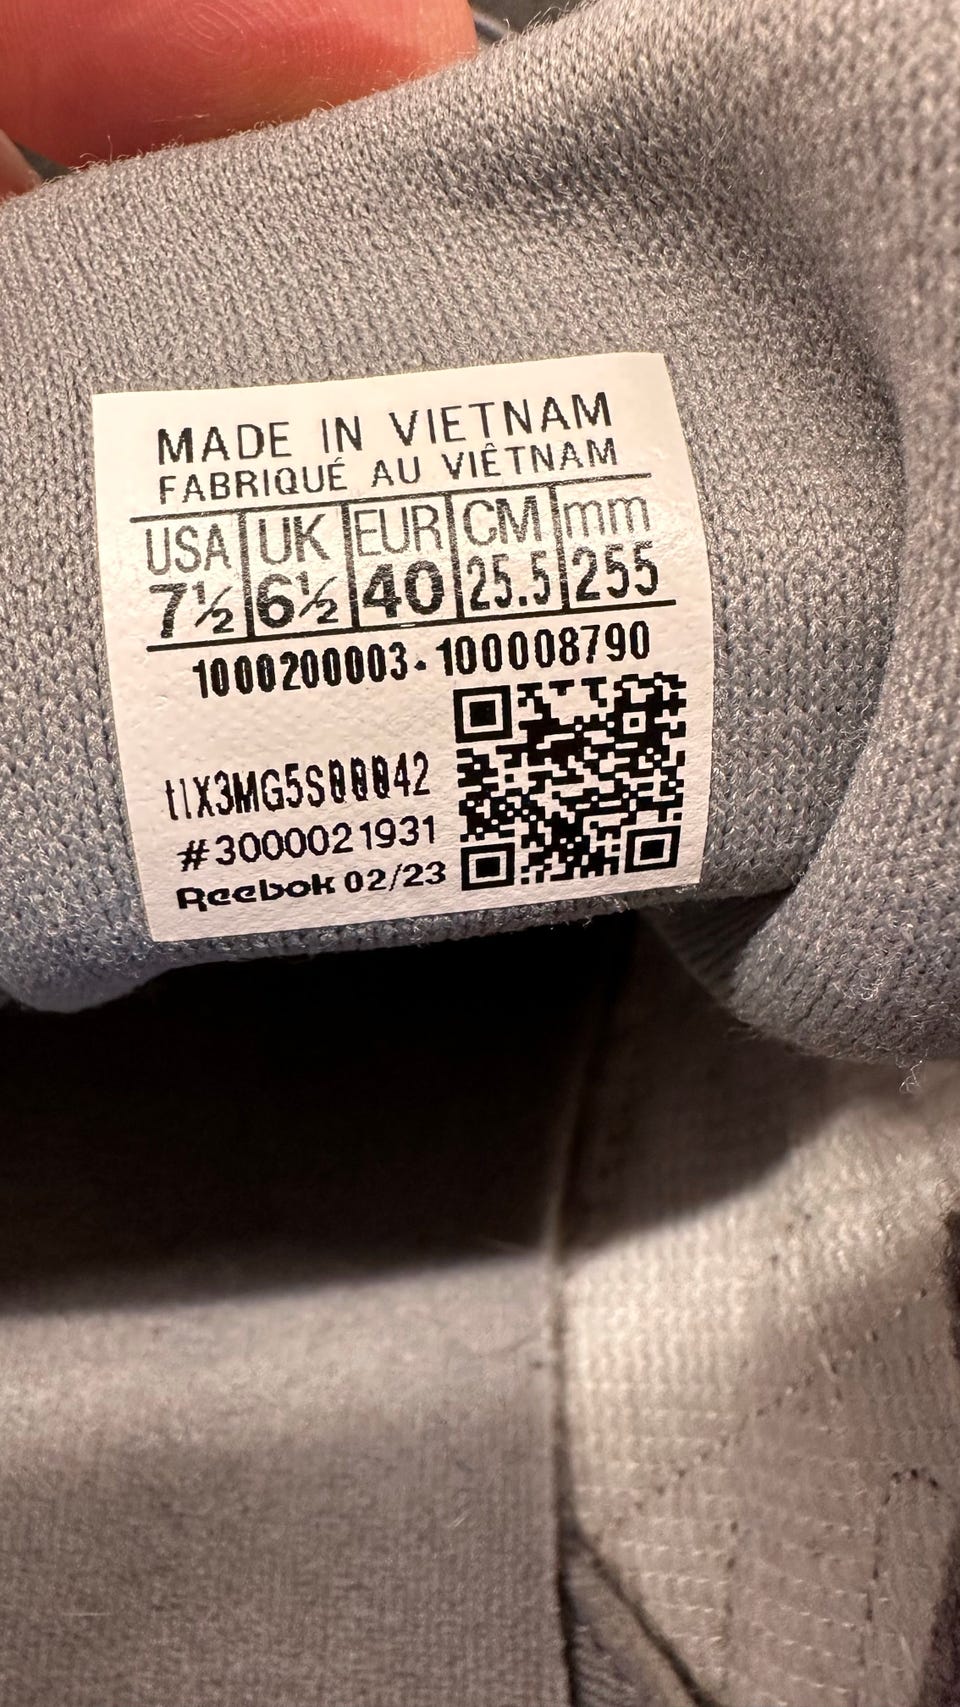 MADE IN VIETNAM
FABRIQUÉ AU VIÊTNAM
USA UK EUR CM mm
7½ 6½ 40 25.5 255
1000200003-100008790
#3000021931
Reebok 02/23